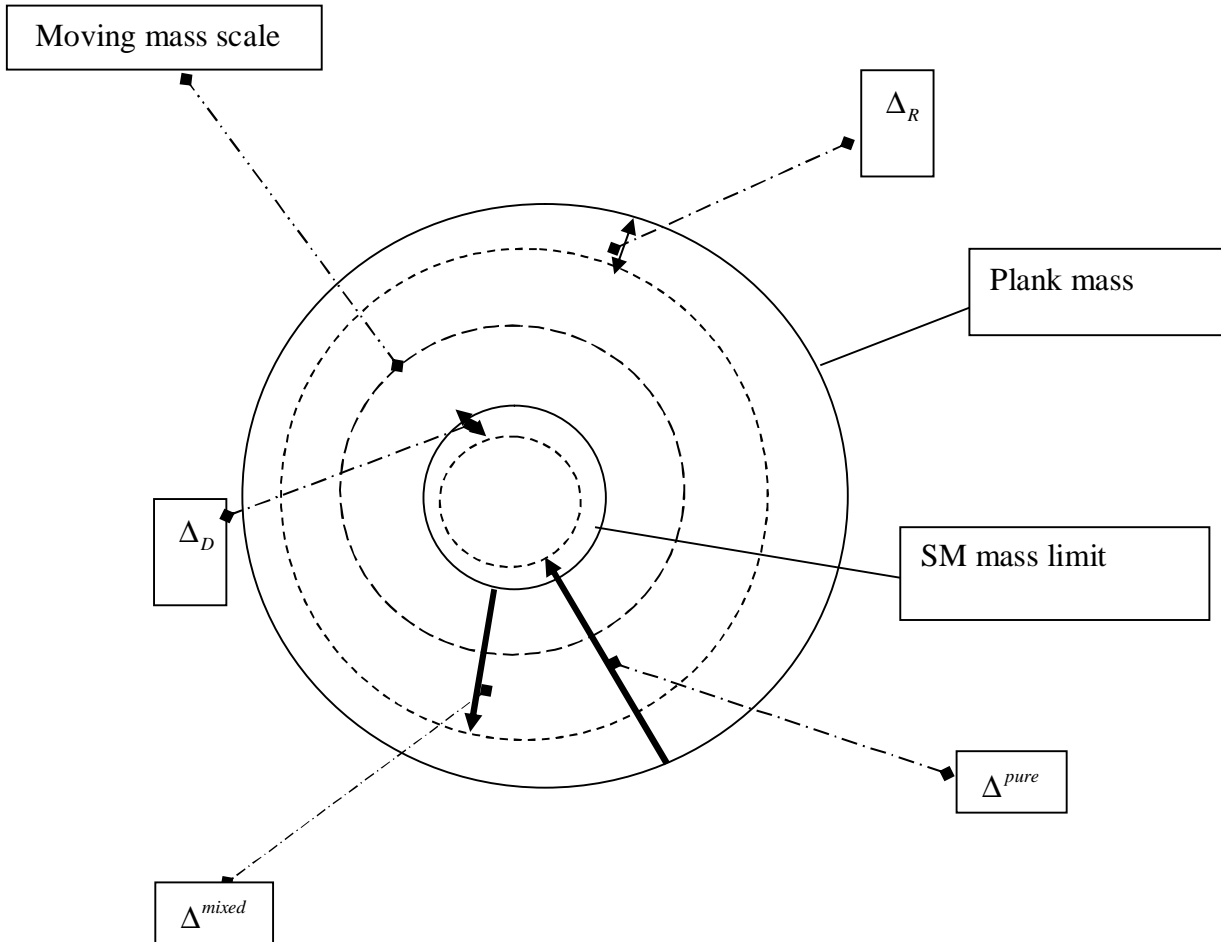 Moving mass scale
Δ_R
Plank mass
Δ_D
SM mass limit
Δ^{pure}
Δ^{mixed}